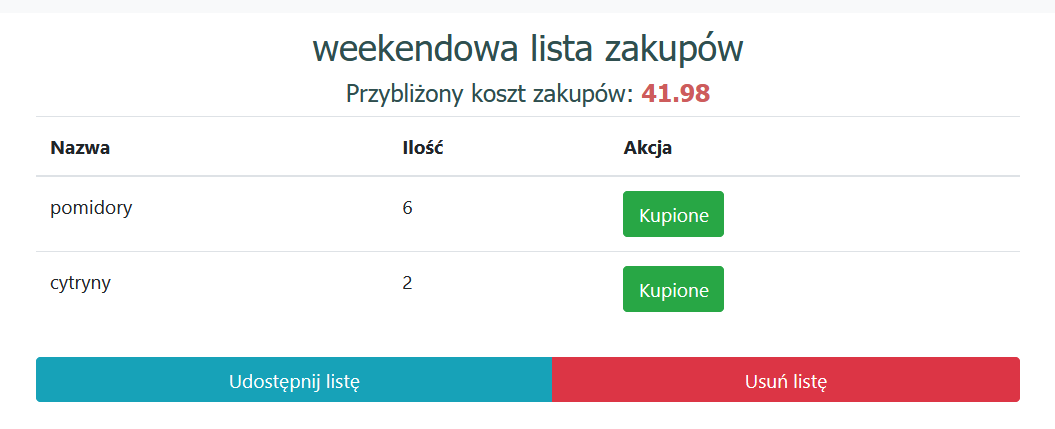 weekendowa lista zakupów
Przybliżony koszt zakupów: 41.98
Nazwa Ilość Akcja
pomidory 6 Kupione
cytryny 2 Kupione
Udostępnij listę Usuń listę